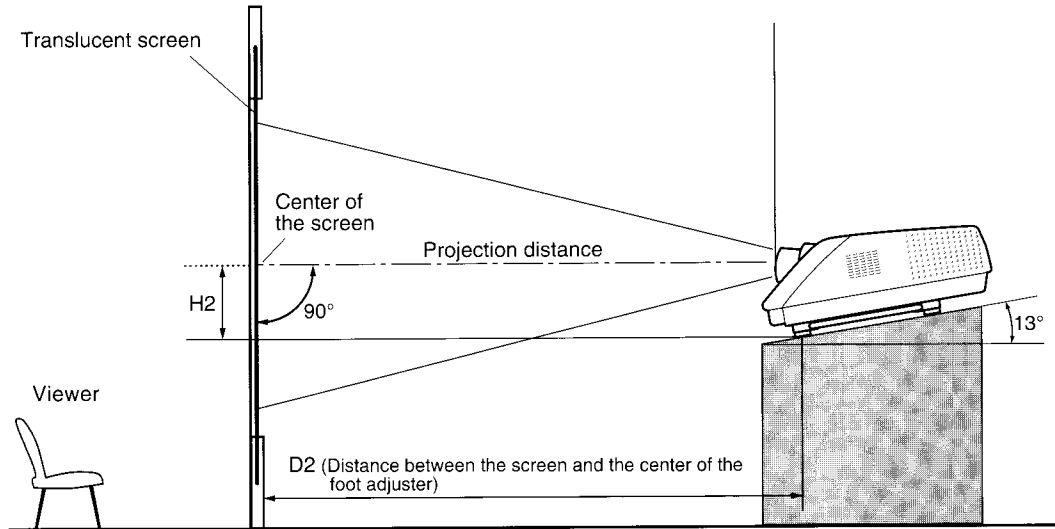 Translucent screen
Center of
the screen
Projection distance
H2
90°
13°
Viewer
D2 (Distance between the screen and the center of the
foot adjuster)